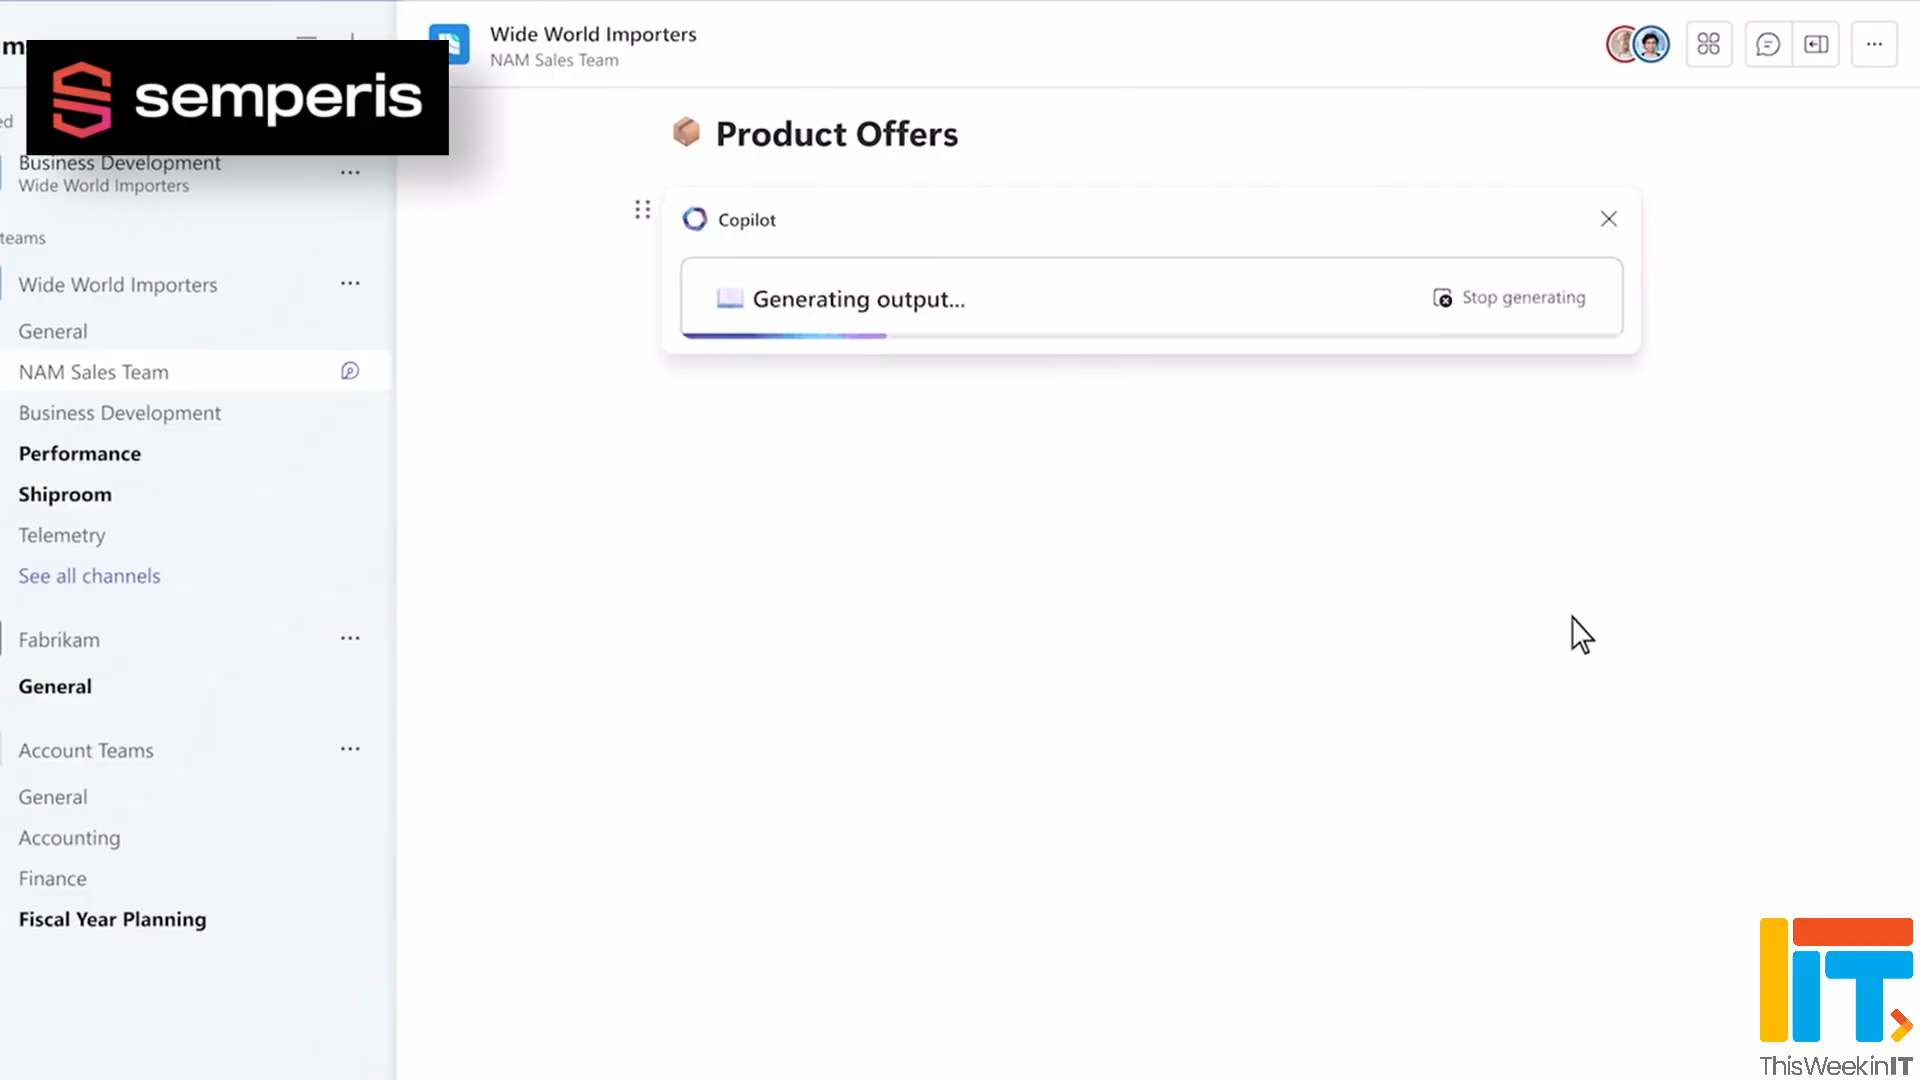 semperis
Business Development
Wide World Importers
teams
Wide World Importers
General
NAM Sales Team
Business Development
Performance
Shiproom
Telemetry
See all channels
Fabrikam
General
Account Teams
General
Accounting
Finance
Fiscal Year Planning
Wide World Importers
NAM Sales Team
Product Offers
Copilot
Generating output...
Stop generating
IT
ThisWeekinIT